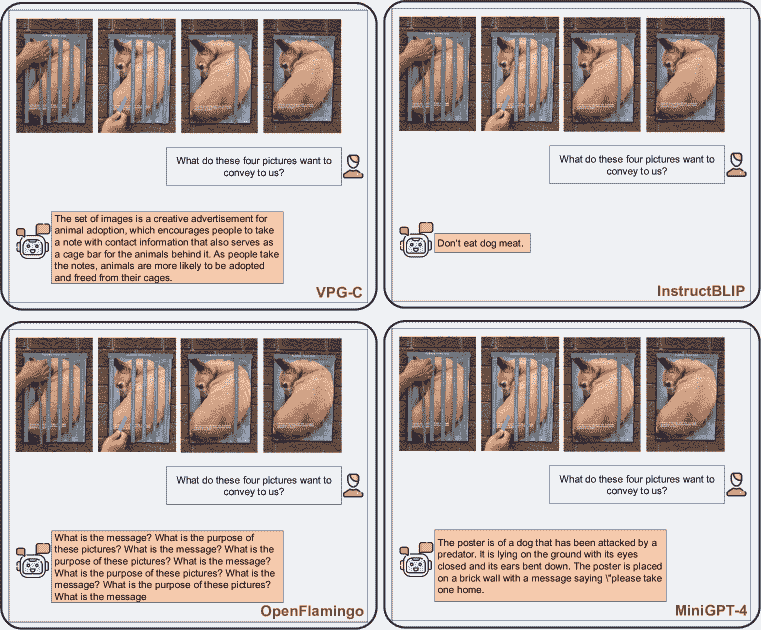 What do these four pictures want to
convey to us?
The set of images is a creative advertisement for
animal adoption, which encourages people to take
a note with contact information that also serves as
a cage bar for the animals behind it. As people take
the notes, animals are more likely to be adopted
and freed from their cages.
VPG-C
What do these four pictures want to
convey to us?
Don't eat dog meat.
InstructBLIP
What do these four pictures want to
convey to us?
What is the message? What is the purpose of
these pictures? What is the message? What is the
purpose of these pictures? What is the message?
What is the purpose of these pictures? What is the
message? What is the purpose of these pictures?
What is the message
OpenFlamingo
What do these four pictures want to
convey to us?
The poster is of a dog that has been attacked by a
predator. It is lying on the ground with its eyes
closed and its ears bent down. The poster is placed
on a brick wall with a message saying \"please take
one home.
MiniGPT-4